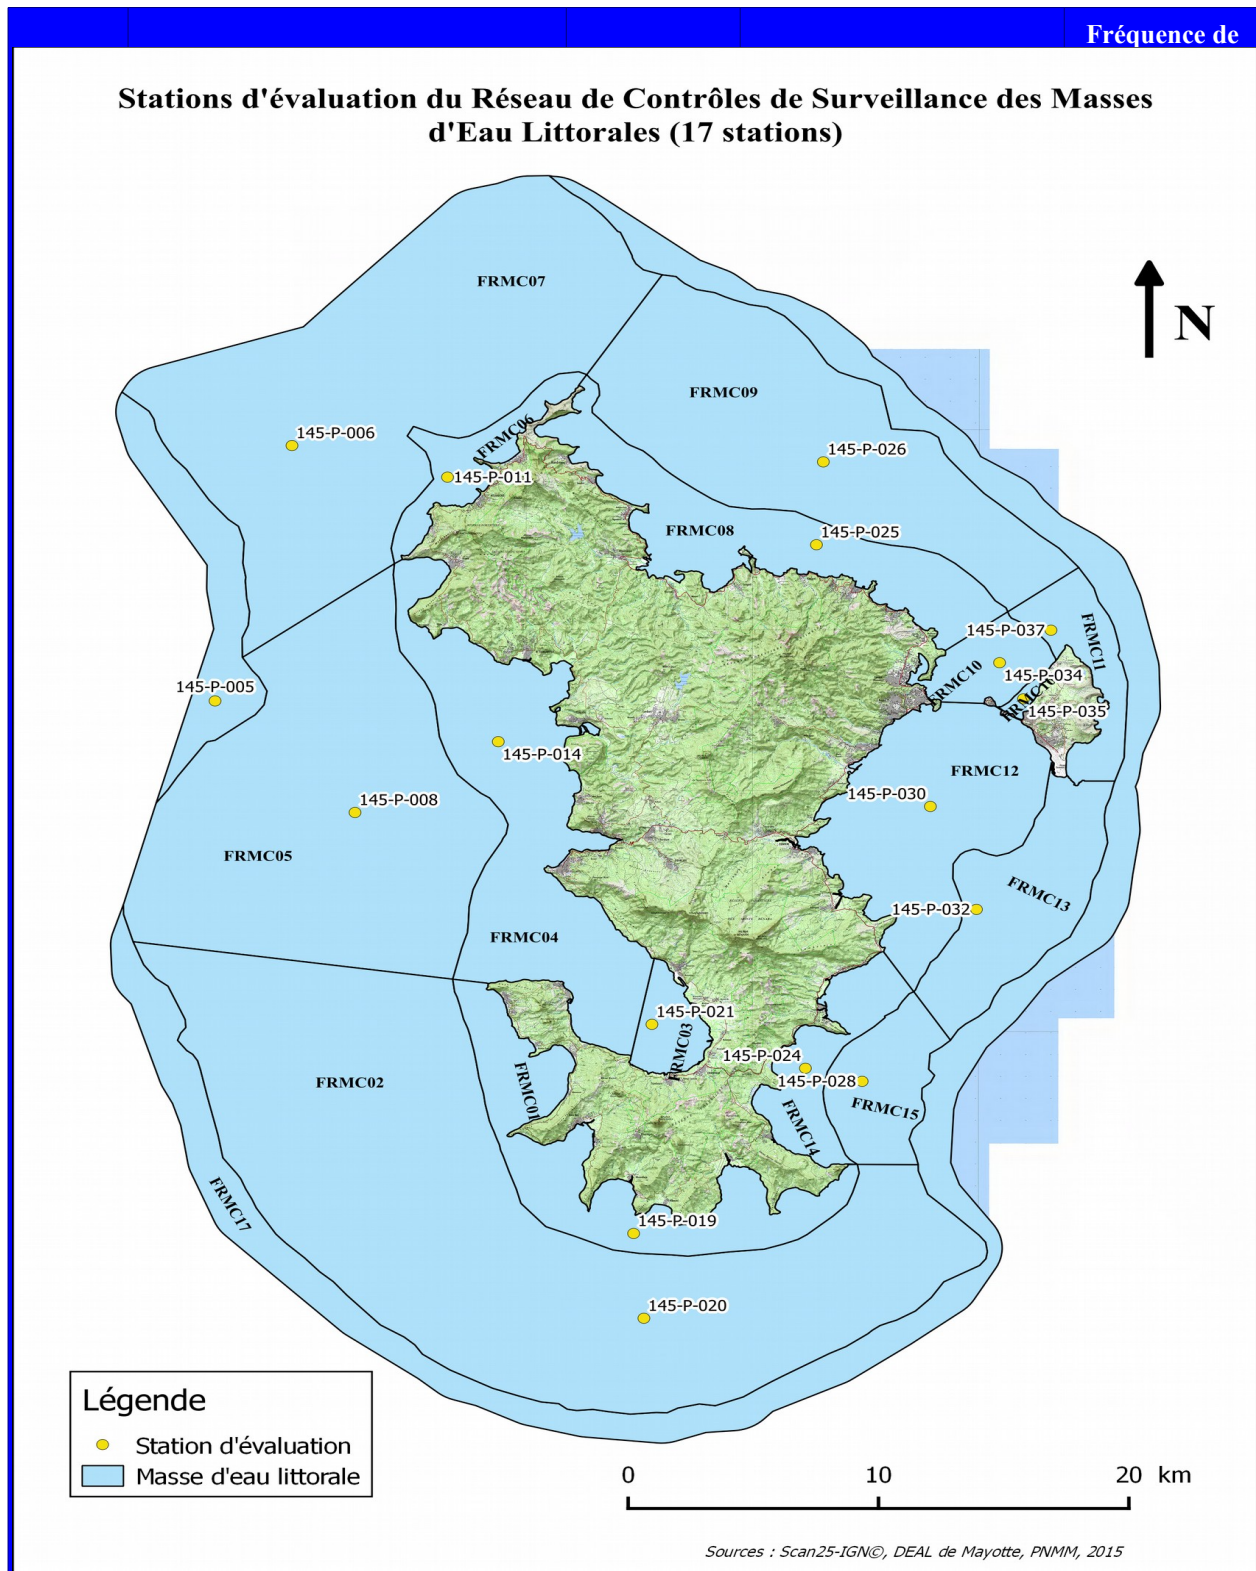 Fréquence de
Stations d'évaluation du Réseau de Contrôles de Surveillance des Masses
d'Eau Littorales (17 stations)
FRMC07
N
FRMC09
FRMC06
145-P-006
145-P-026
145-P-011
FRMC08
145-P-025
145-P-037
FRMC11
145-P-034
FRMC10
145-P-005
145-P-035
145-P-014
FRMC12
145-P-030
145-P-008
FRMC05
FRMC13
145-P-032
FRMC04
145-P-021
FRMC03
145-P-024
145-P-028
FRMC02
FRMC01
FRMC15
FRMC14
FRMC17
145-P-019
145-P-020
Légende
Station d'évaluation
Masse d'eau littorale
0 10 20 km
Sources : Scan25-IGN©, DEAL de Mayotte, PNMM, 2015